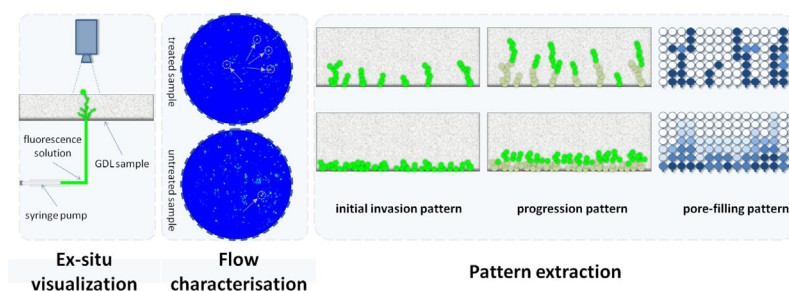 treated sample
untreated sample
fluorescence
solution
GDL sample
syringe pump
initial invasion pattern
progression pattern
pore-filling pattern
Ex-situ
visualization
Flow
characterisation
Pattern extraction